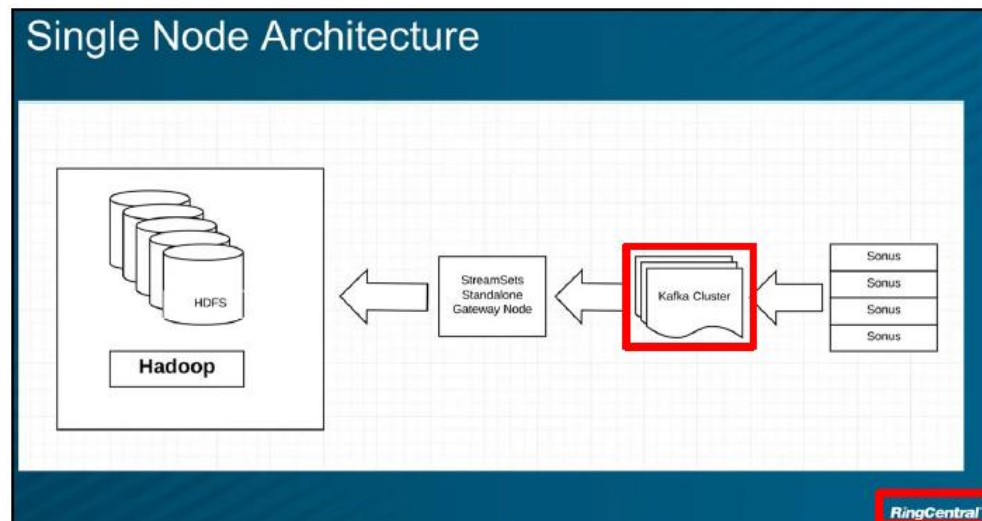 Single Node Architecture
HDFS
Hadoop
StreamSets
Standalone
Gateway Node
Kafka Cluster
Sonus
Sonus
Sonus
Sonus
RingCentral